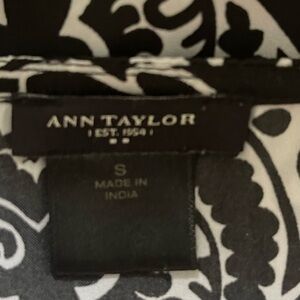 ANN TAYLOR
EST. 1954
S
MADE IN
INDIA